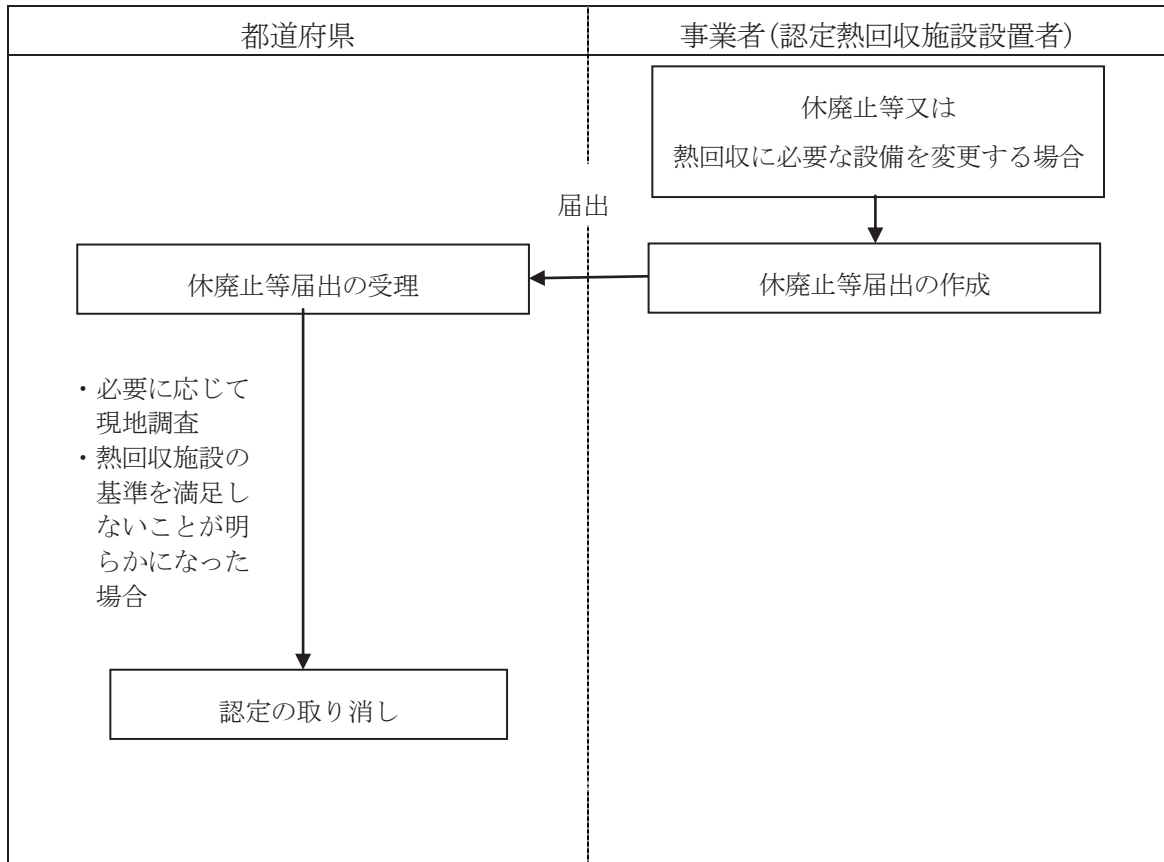 都道府県
事業者(認定熱回収施設設置者)
休廃止等又は
熱回収に必要な設備を変更する場合
届出
休廃止等届出の受理
休廃止等届出の作成
・必要に応じて
現地調査
・熱回収施設の
基準を満足し
ないことが明
らかになった
場合
認定の取り消し